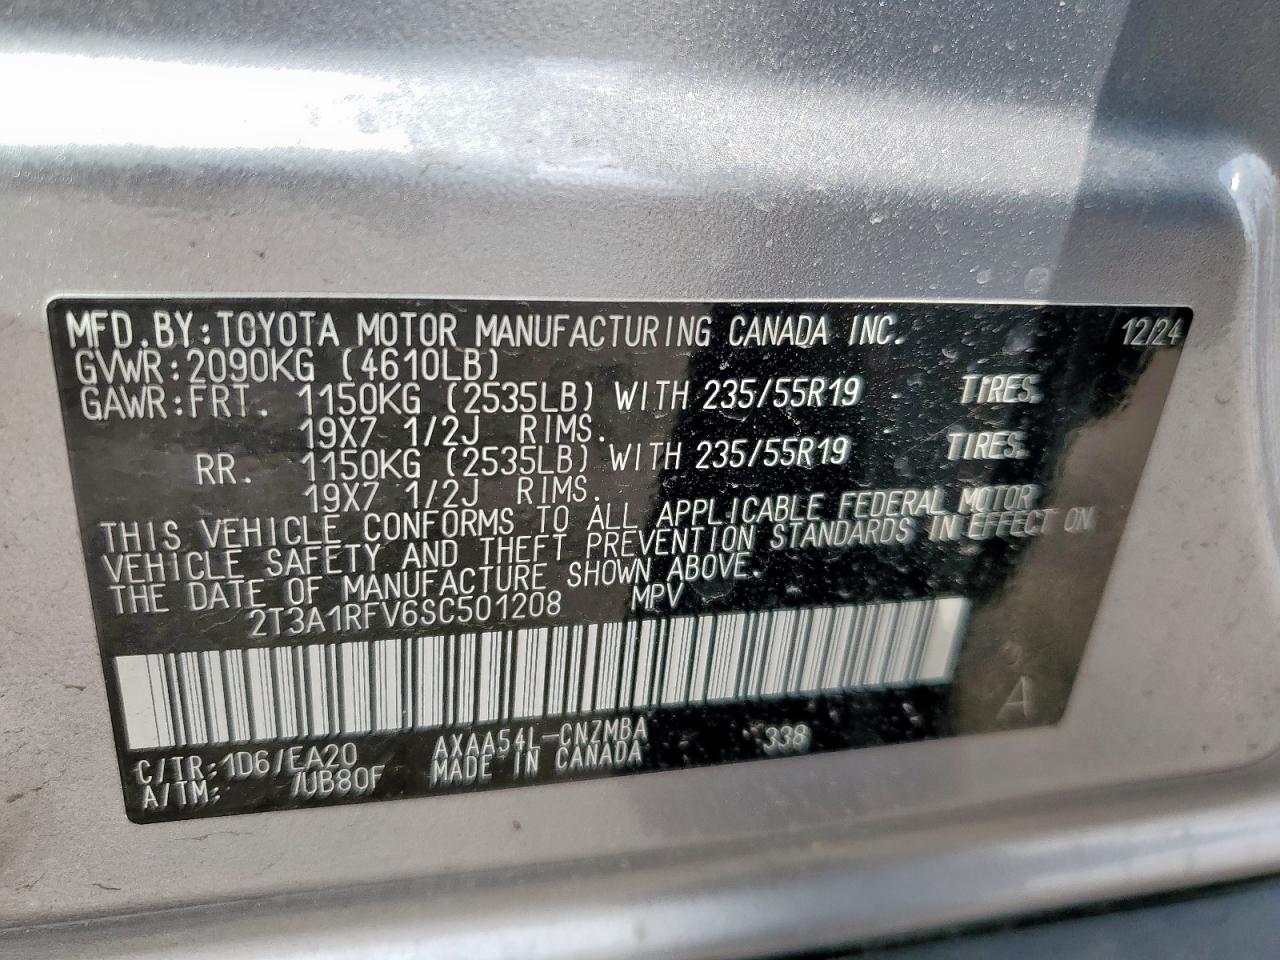 MFD.BY:TOYOTA MOTOR MANUFACTURING CANADA INC. 12/24
GVWR:2090KG (4610LB)
GAWR:FRT. 1150KG (2535LB) WITH 235/55R19 TIRES.
19X7 1/2J RIMS.
RR. 1150KG (2535LB) WITH 235/55R19 TIRES.
19X7 1/2J RIMS.
THIS VEHICLE CONFORMS TO ALL APPLICABLE FEDERAL MOTOR
VEHICLE SAFETY AND THEFT PREVENTION STANDARDS IN EFFECT ON
THE DATE OF MANUFACTURE SHOWN ABOVE.
2T3A1RFV6SC501208 MPV
A
C/TR:1D6/EA20 AXAA54L-CNZMBA 338
A/TM: /UB80F MADE IN CANADA